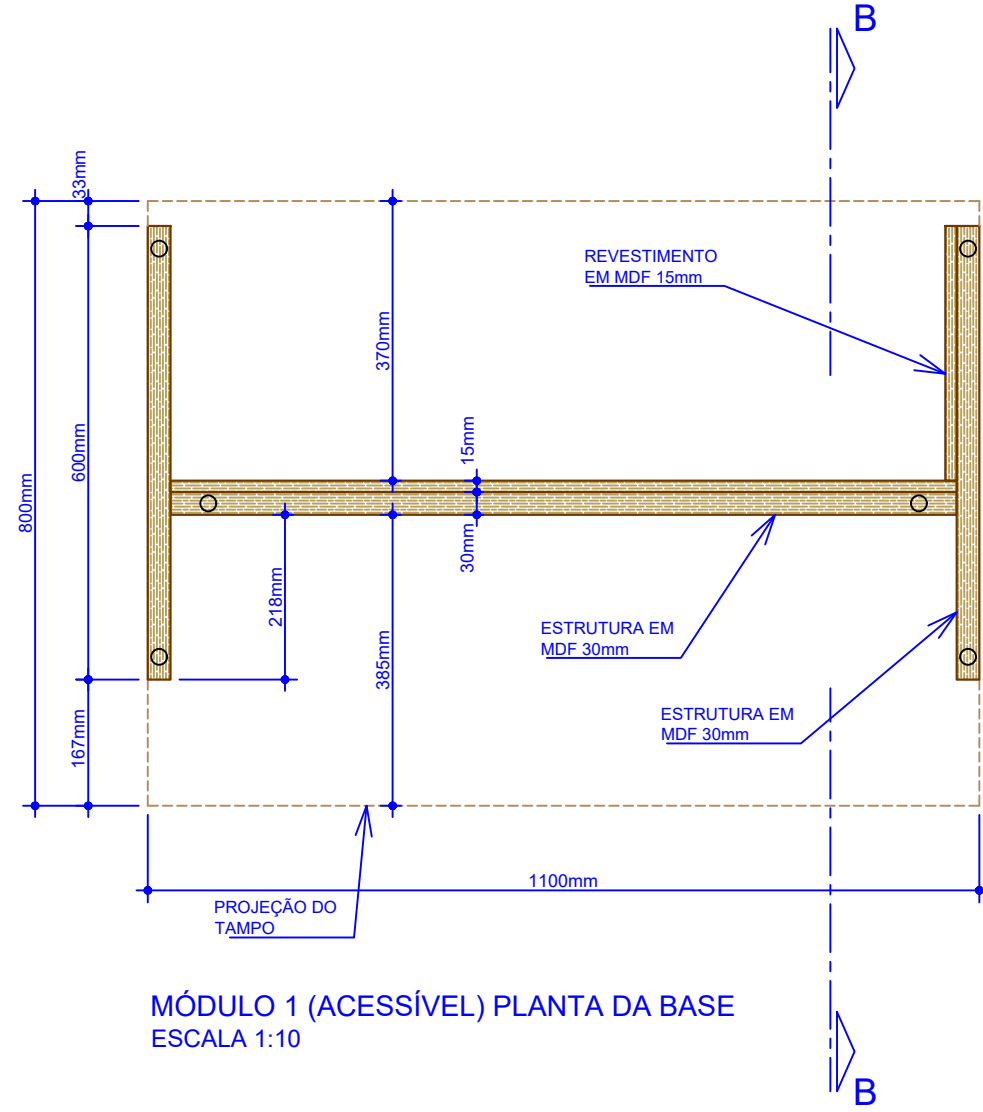 B
33mm
REVESTIMENTO
EM MDF 15mm
370mm
15mm
600mm
800mm
30mm
218mm
ESTRUTURA EM
MDF 30mm
385mm
ESTRUTURA EM
MDF 30mm
167mm
1100mm
PROJEÇÃO DO
TAMPO
MÓDULO 1 (ACESSÍVEL) PLANTA DA BASE
ESCALA 1:10
B